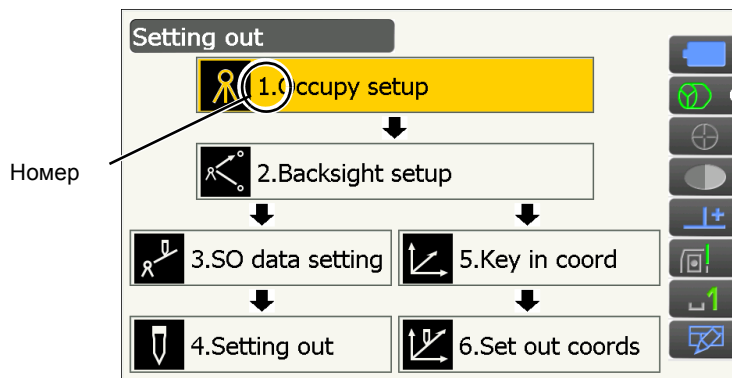 Setting out
1.Occupy setup
Номер
2.Backsight setup
3.SO data setting
5.Key in coord
4.Setting out
6.Set out coords
1